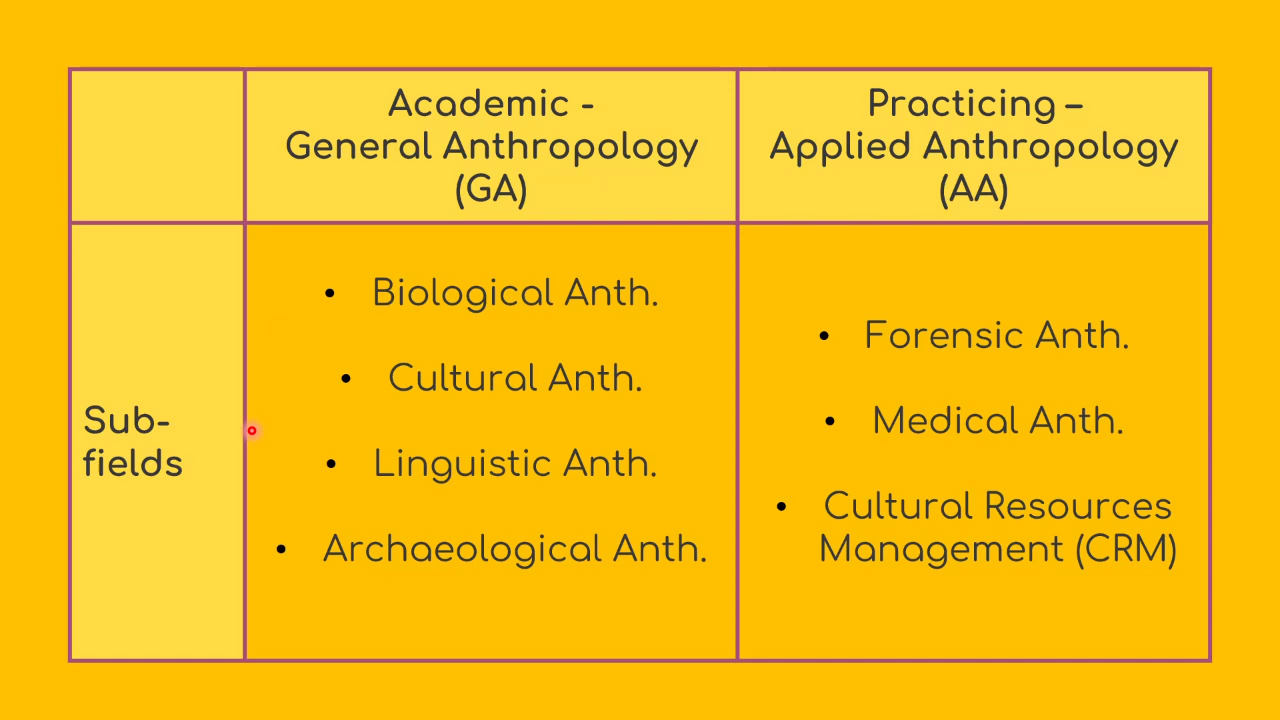 Academic -
General Anthropology
(GA)
Practicing –
Applied Anthropology
(AA)
Sub-
fields
• Biological Anth.
• Cultural Anth.
• Linguistic Anth.
• Archaeological Anth.
• Forensic Anth.
• Medical Anth.
• Cultural Resources
Management (CRM)